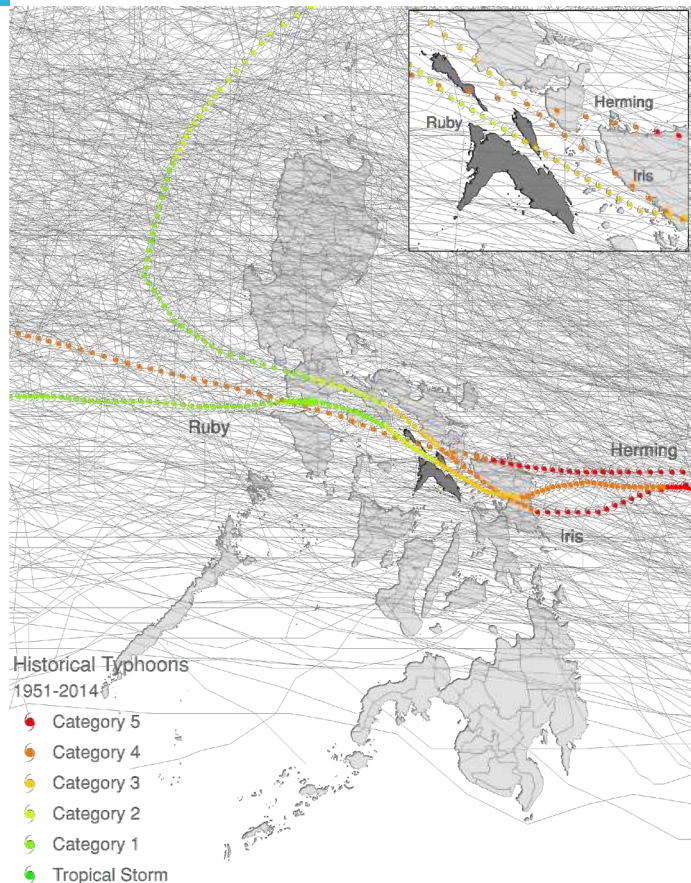 Herming
Ruby
Iris
Ruby
Herming
Iris
Historical Typhoons
1951-2014
Category 5
Category 4
Category 3
Category 2
Category 1
Tropical Storm